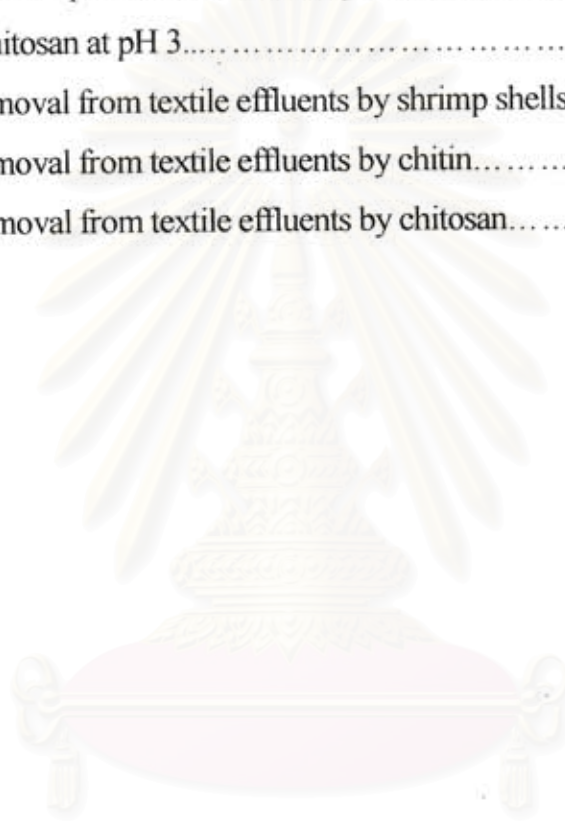 hitosan at pH 3..................................
moval from textile effluents by shrimp shells
moval from textile effluents by chitin.........
moval from textile effluents by chitosan......